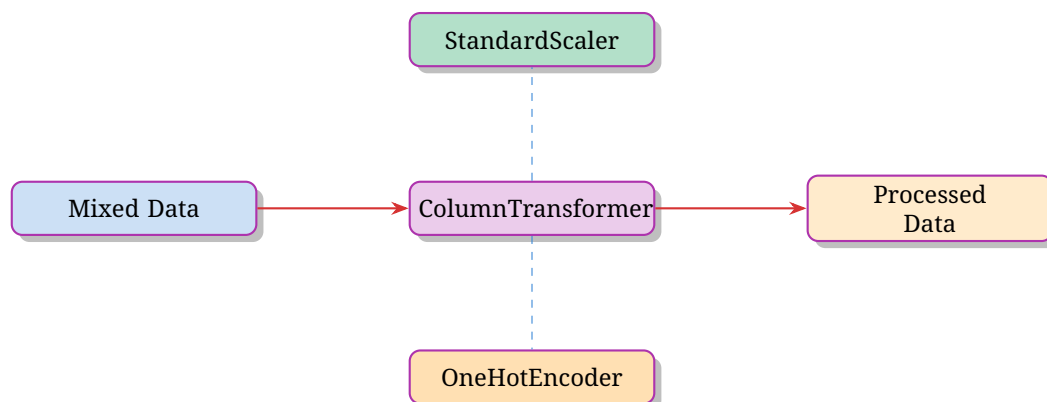 StandardScaler
Mixed Data
ColumnTransformer
Processed
Data
OneHotEncoder